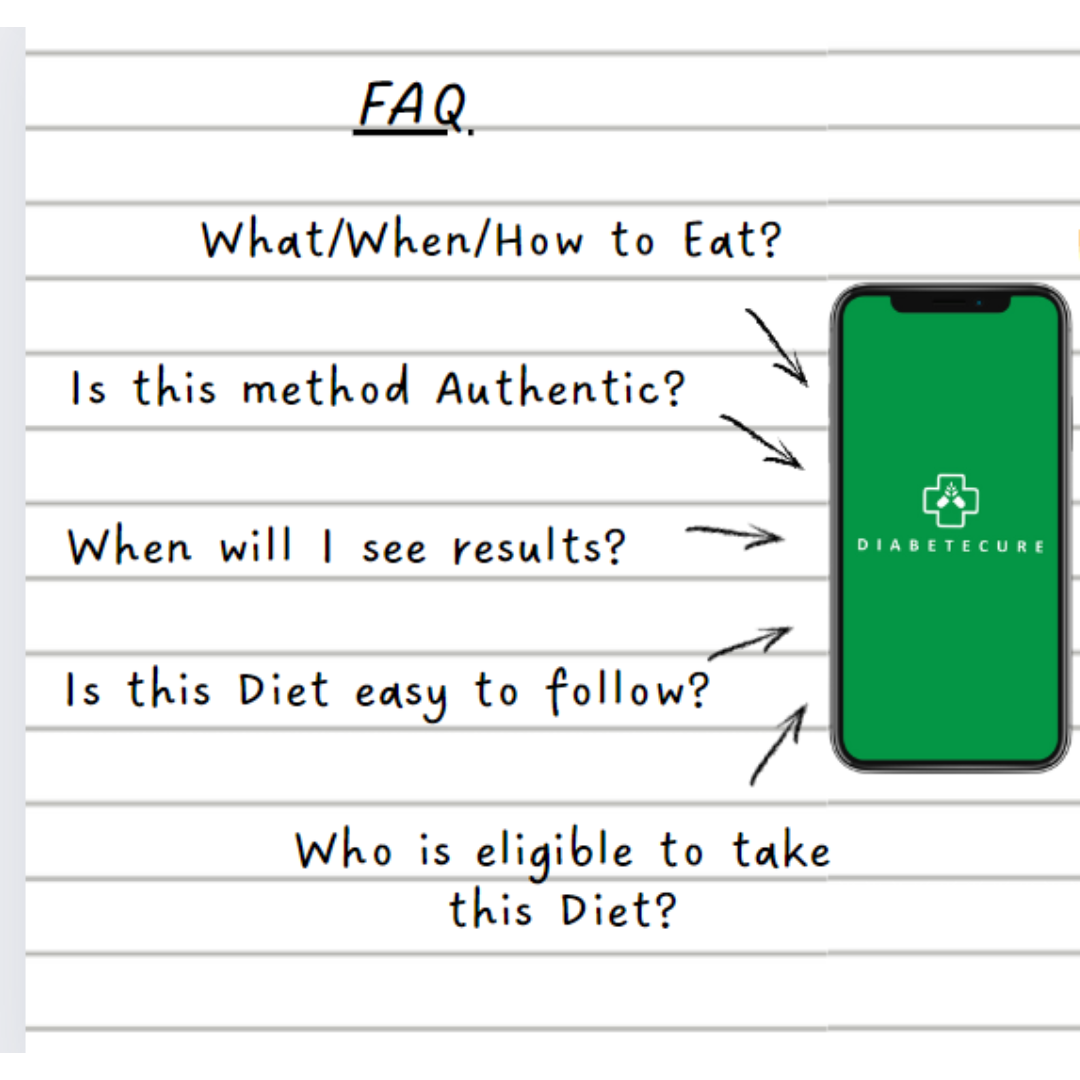 FAQ.
What/When/How to Eat?
Is this method Authentic?
When will I see results?
Is this Diet easy to follow?
Who is eligible to take
this Diet?
DIABETECURE